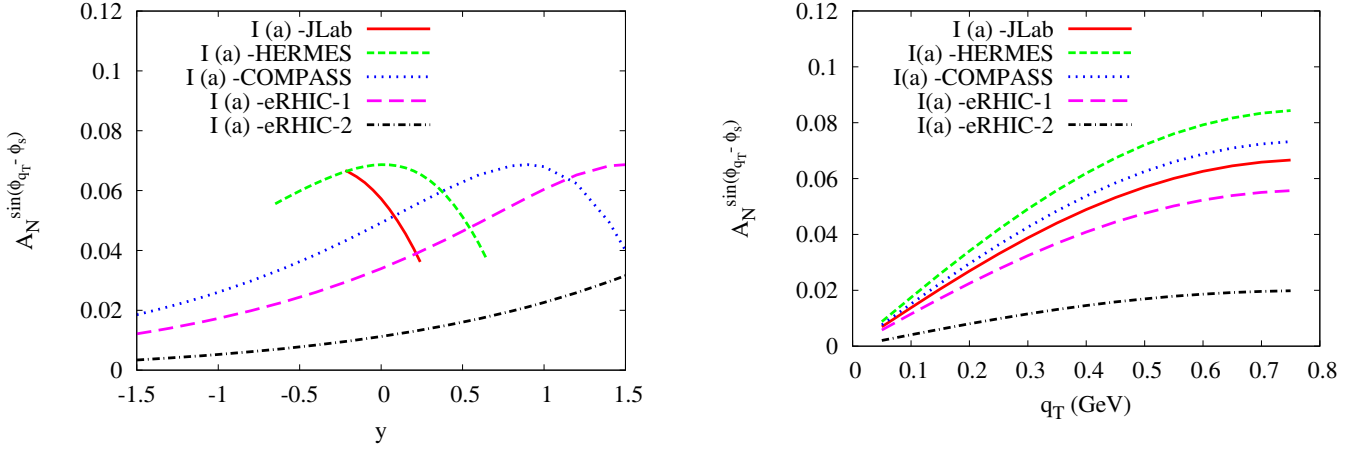 0.12
0.1
0.08
0.06
0.04
0.02
0
A_N^sin(ϕ_qT - ϕ_s)
I (a) -JLab
I (a) -HERMES
I (a) -COMPASS
I (a) -eRHIC-1
I (a) -eRHIC-2
-1.5 -1 -0.5 0 0.5 1 1.5
y
0.12
0.1
0.08
0.06
0.04
0.02
0
A_N^sin(ϕ_qT - ϕ_s)
I (a) -JLab
I(a) -HERMES
I(a) -COMPASS
I(a) -eRHIC-1
I(a) -eRHIC-2
0 0.1 0.2 0.3 0.4 0.5 0.6 0.7 0.8
q_T (GeV)